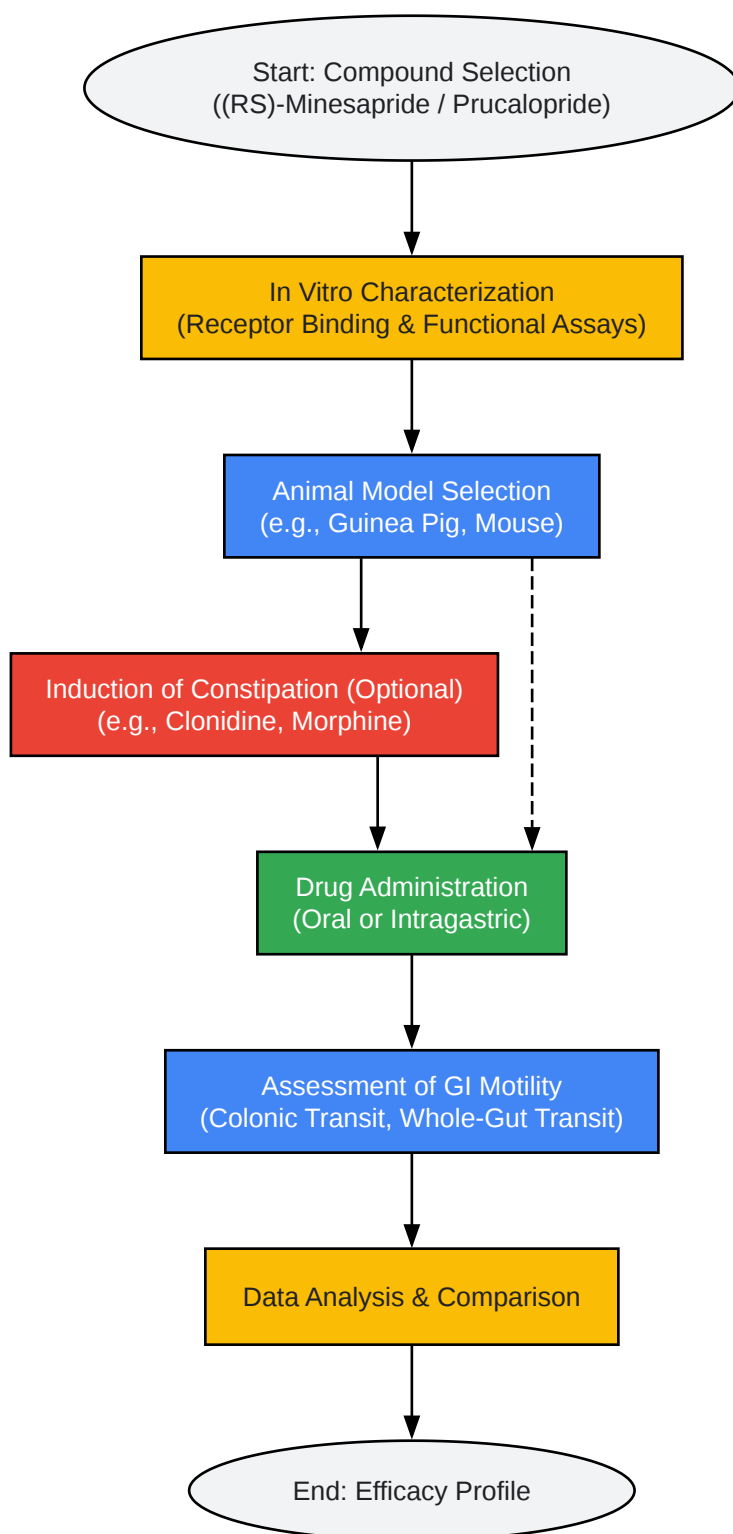 Start: Compound Selection
((RS)-Minesapride / Prucalopride)
In Vitro Characterization
(Receptor Binding & Functional Assays)
Animal Model Selection
(e.g., Guinea Pig, Mouse)
Induction of Constipation (Optional)
(e.g., Clonidine, Morphine)
Drug Administration
(Oral or Intragastric)
Assessment of GI Motility
(Colonic Transit, Whole-Gut Transit)
Data Analysis & Comparison
End: Efficacy Profile